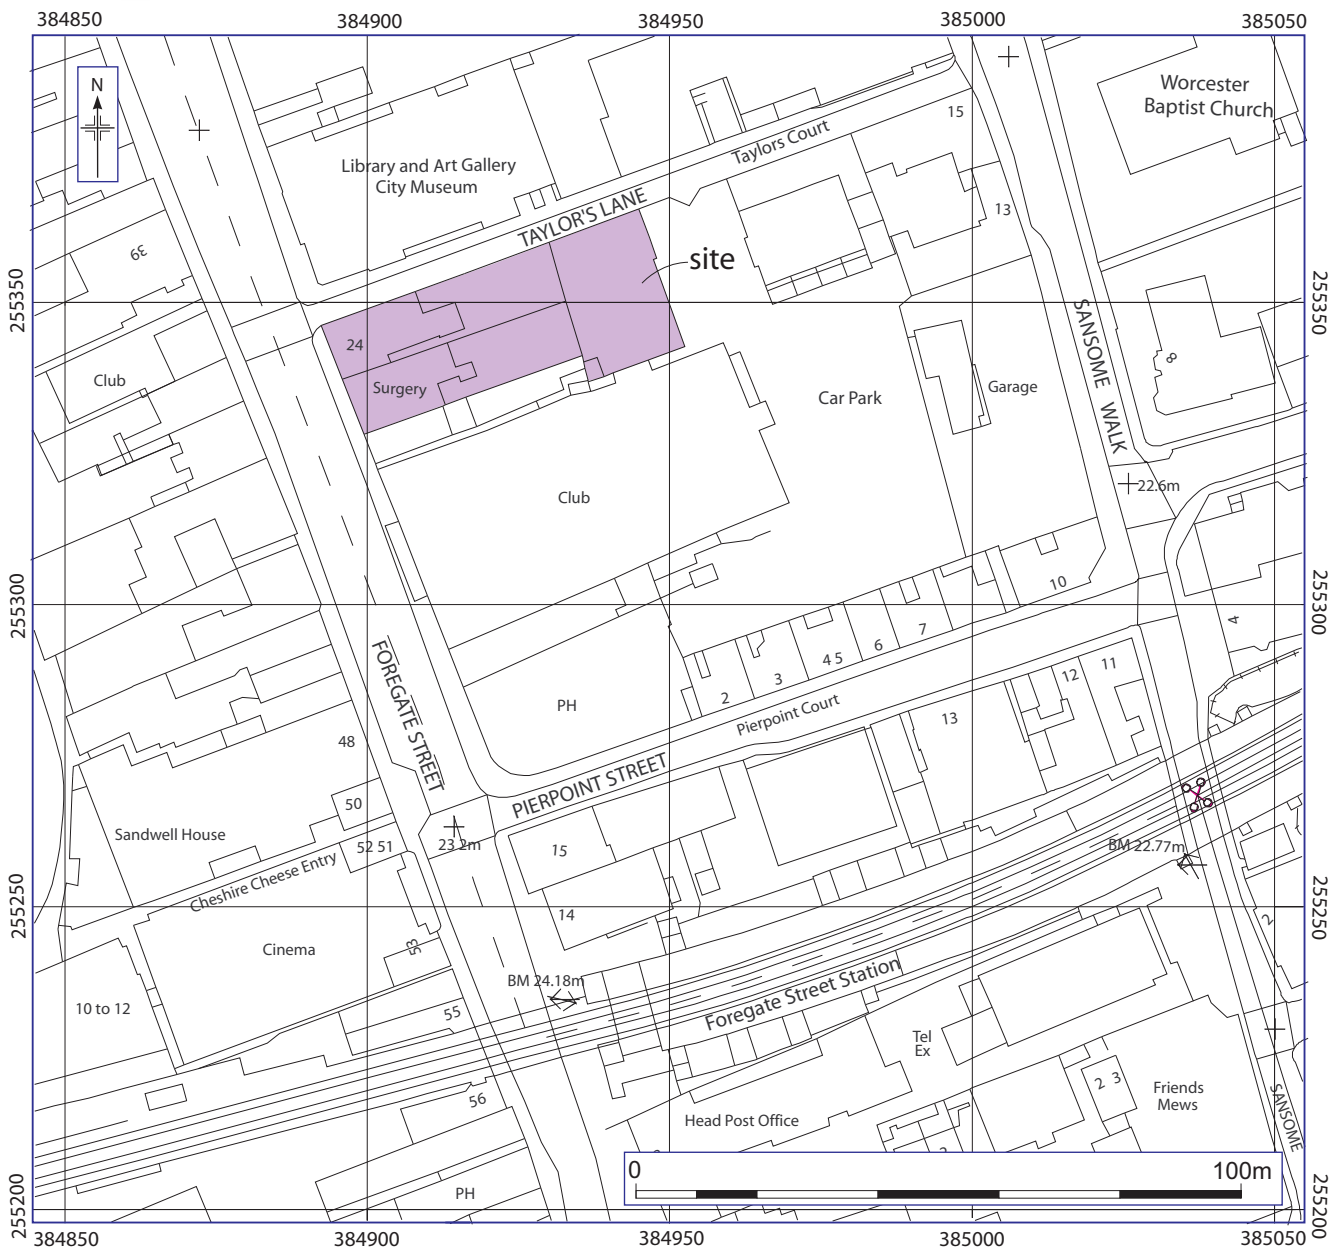 384850
384900
384950
385000
385050
N
Worcester
Baptist Church
15
Taylors Court
Library and Art Gallery
City Museum
TAYLOR'S LANE
13
39
site
255350
255350
24
SANSOME WALK
8
Club
Surgery
Car Park
Garage
Club
22.6m
10
255300
255300
4
7
6
4 5
3
2
12
11
FOREGATE STREET
PH
Pierpoint Court
13
48
PIERPOINT STREET
50
Sandwell House
52 51
23.2m
15
BM 22.77m
Cheshire Cheese Entry
255250
255250
14
2
Cinema
53
BM 24.18m
Foregate Street Station
10 to 12
55
Tel
Ex
2 3
Friends
Mews
56
Head Post Office
SANSOME
0
100m
PH
255200
255200
384850
384900
384950
385000
385050